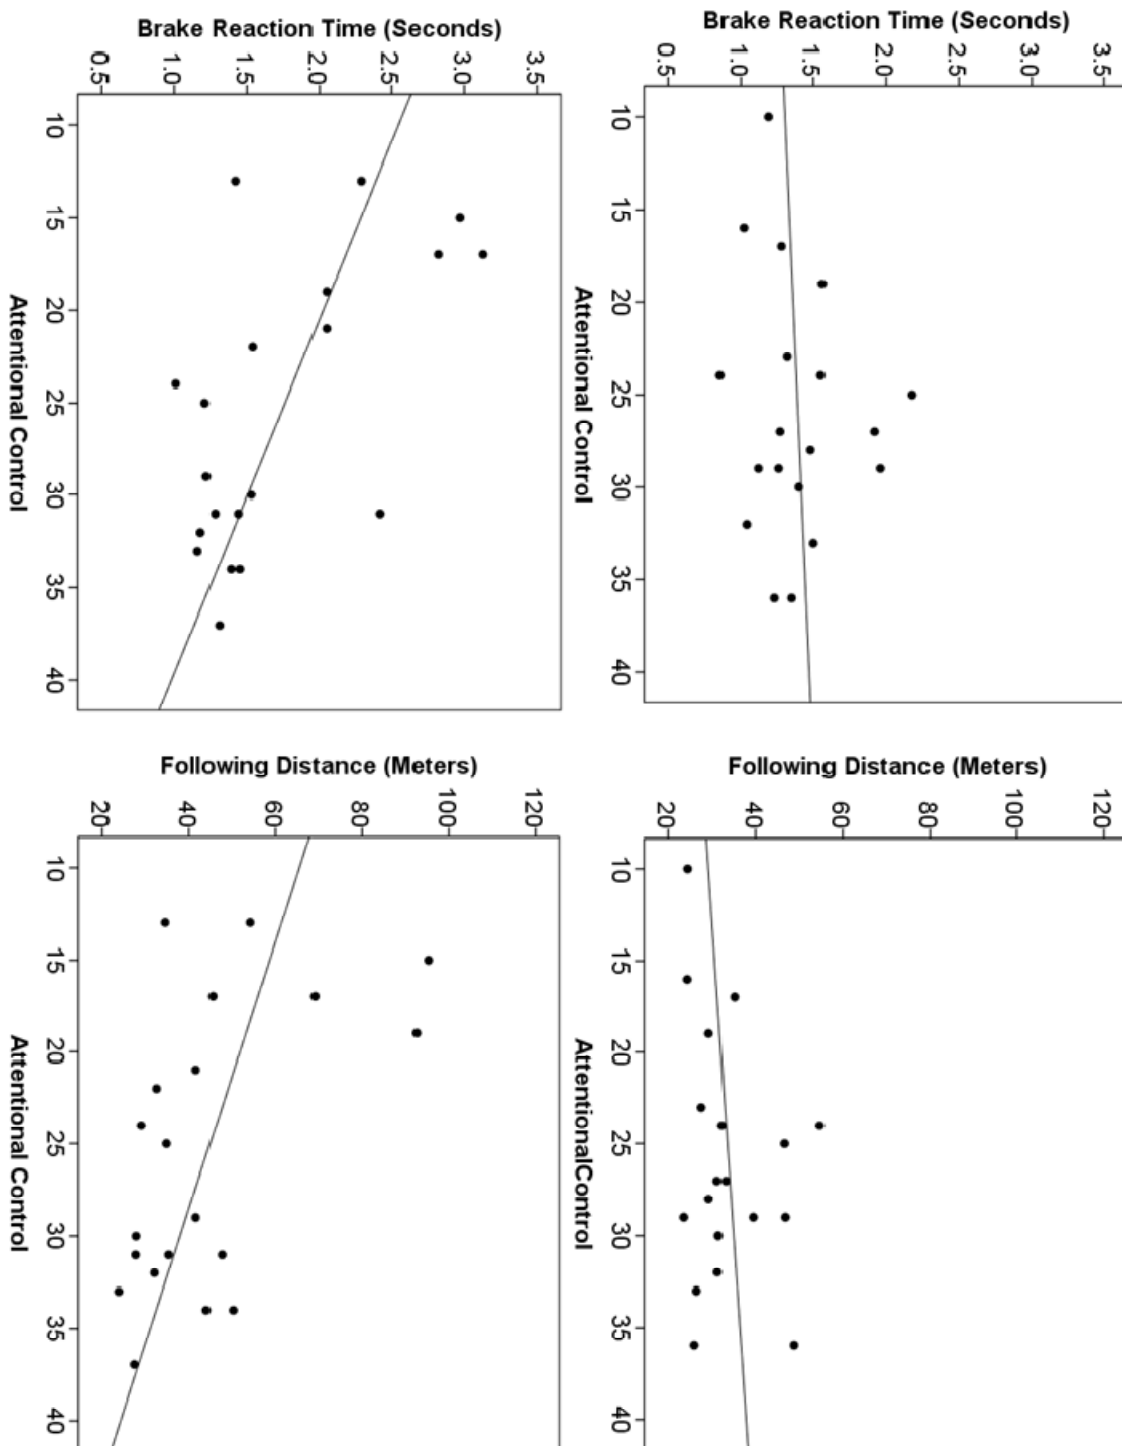 Brake Reaction Time (Seconds)
0.5 1.0 1.5 2.0 2.5 3.0 3.5
10 15 20 25 30 35 40
Attentional Control
Brake Reaction Time (Seconds)
0.5 1.0 1.5 2.0 2.5 3.0 3.5
10 15 20 25 30 35 40
Attentional Control
Following Distance (Meters)
20 40 60 80 100 120
10 15 20 25 30 35 40
Attentional Control
Following Distance (Meters)
20 40 60 80 100 120
10 15 20 25 30 35 40
AttentionalControl